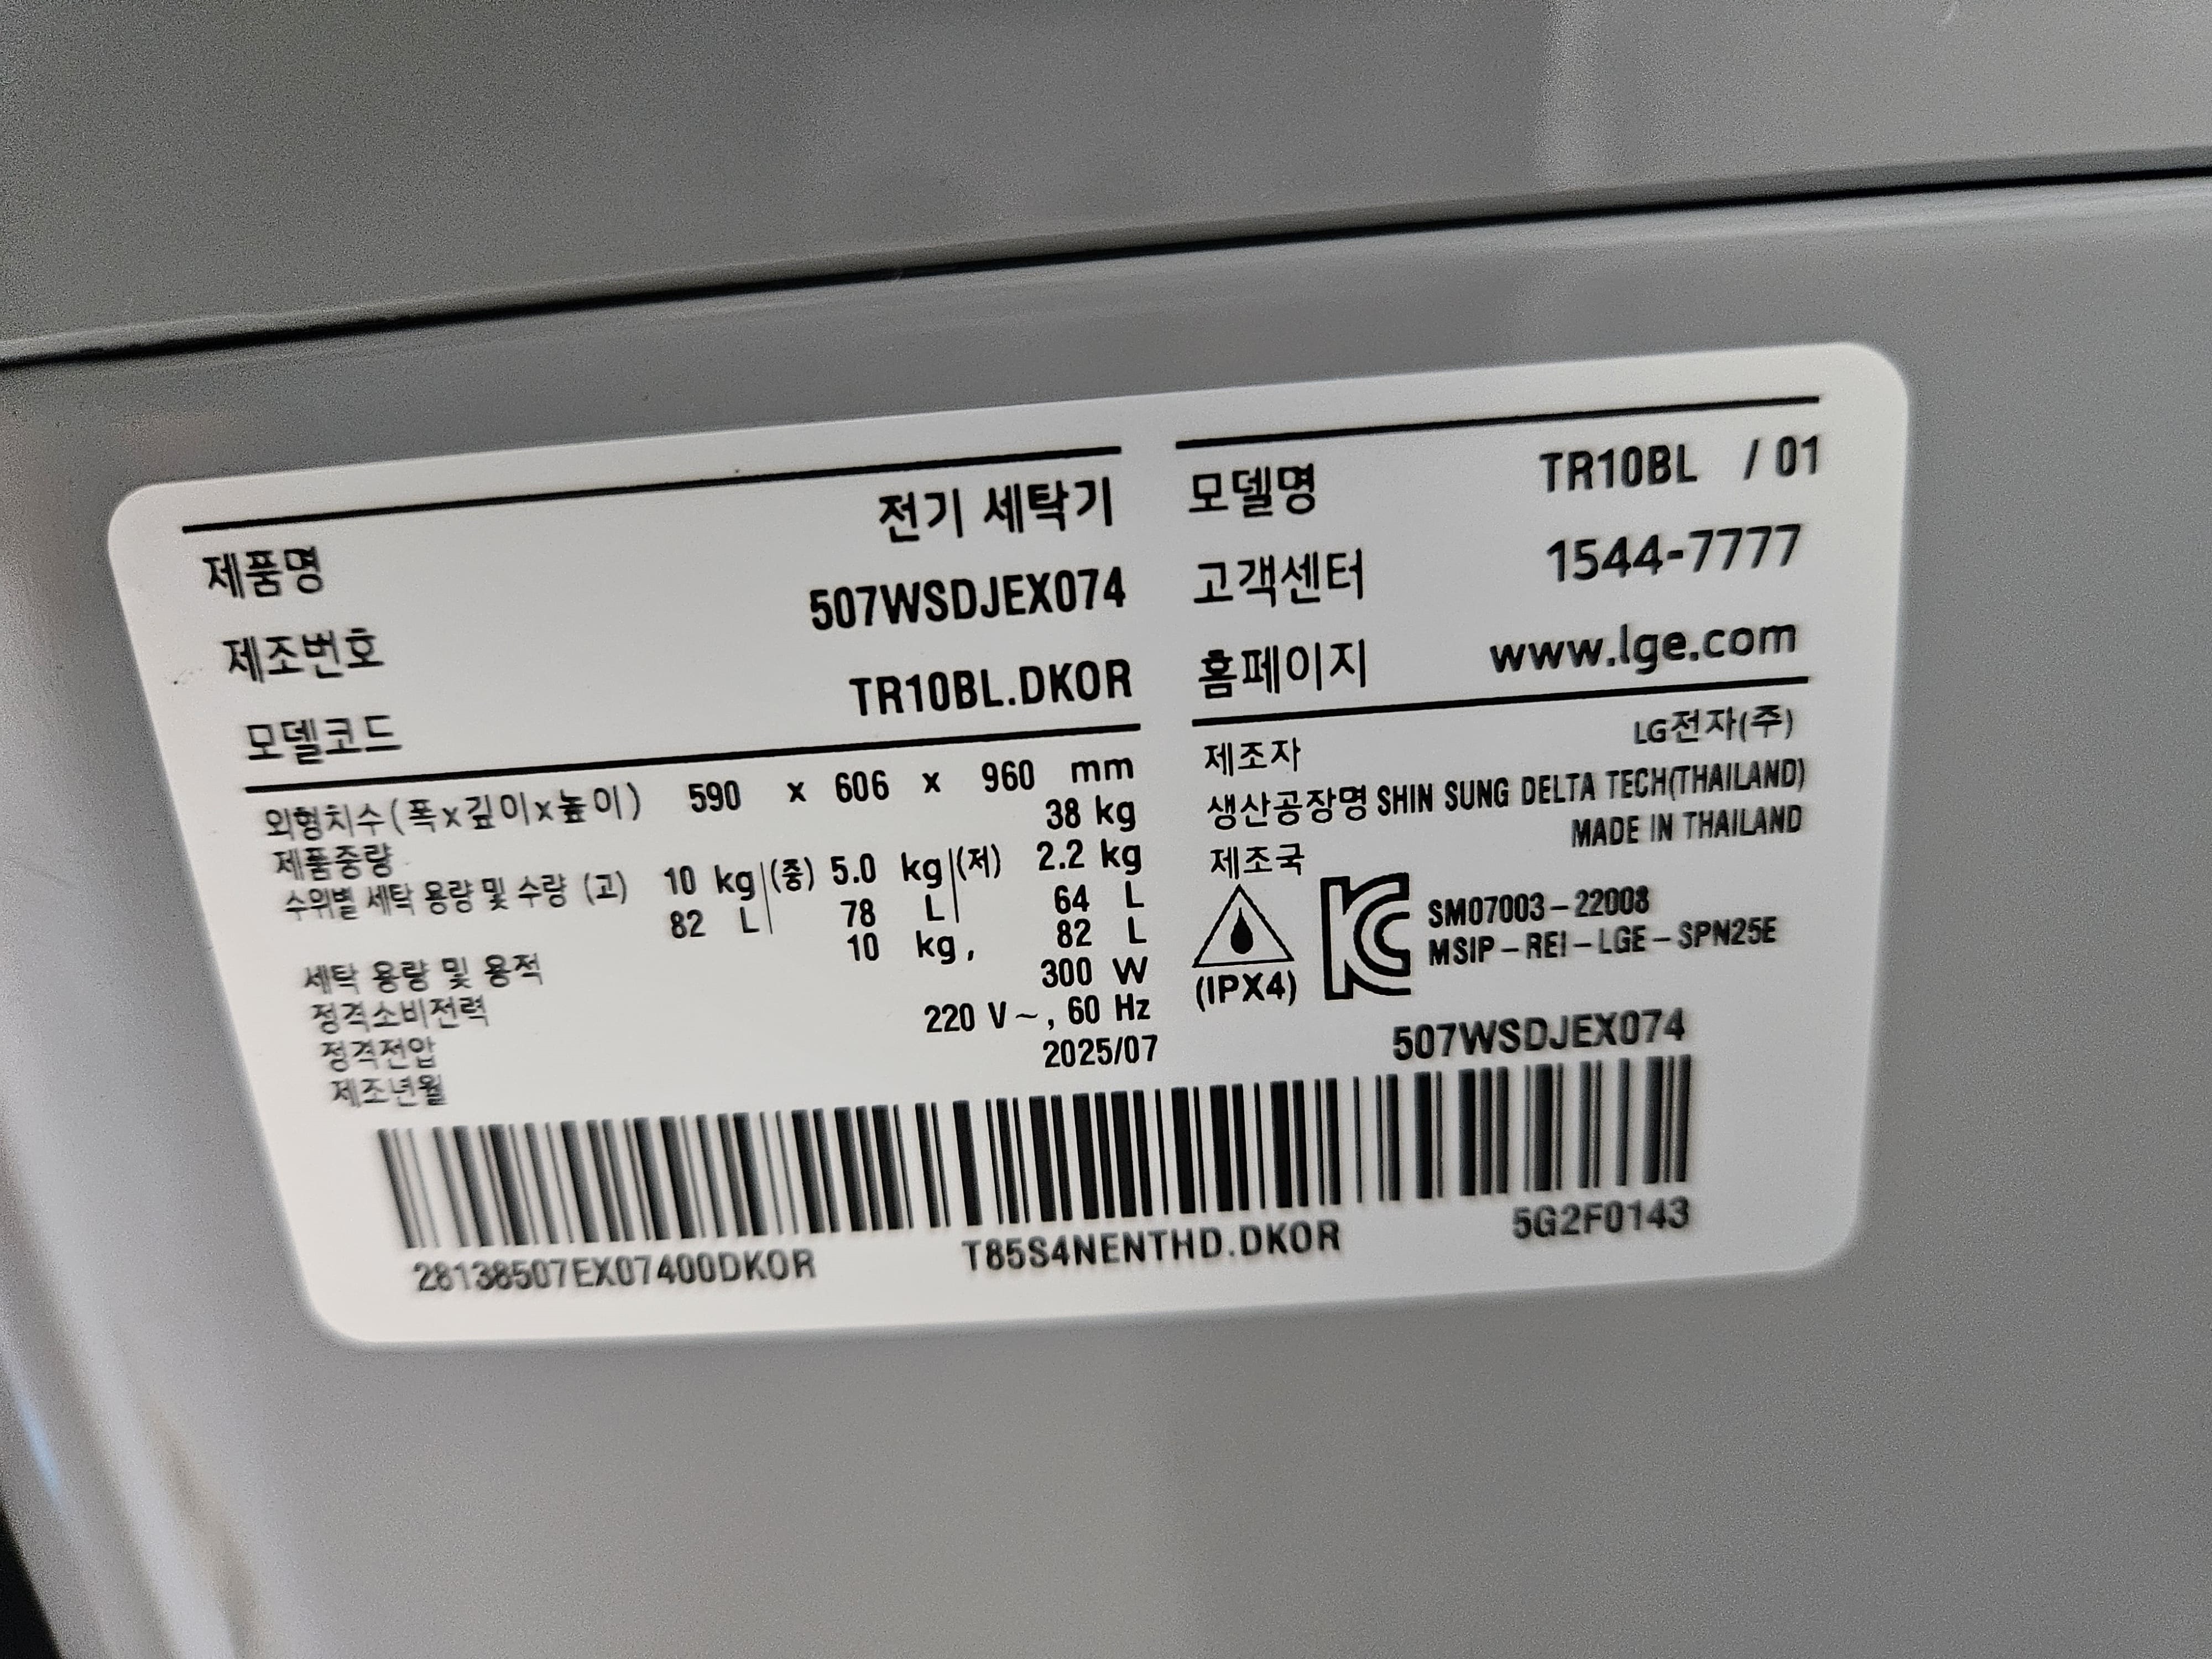 제품명 전기 세탁기
제조번호 507WSDJEX074
모델코드 TR10BL.DKOR
외형치수(폭x깊이x높이) 590 x 606 x 960 mm
제품중량 38 kg
수위별 세탁 용량 및 수량 (고) 10 kg|(중) 5.0 kg|(저) 2.2 kg
82 L| 78 L| 64 L
세탁 용량 및 용적 10 kg, 82 L
정격소비전력 300 W
정격전압 220 V~, 60 Hz
제조년월 2025/07
모델명 TR10BL / 01
고객센터 1544-7777
홈페이지 www.lge.com
제조자 LG전자(주)
생산공장명 SHIN SUNG DELTA TECH(THAILAND)
제조국 MADE IN THAILAND
(IPX4)
SM07003-22008
MSIP-REI-LGE-SPN25E
507WSDJEX074
28138507EX07400DKOR T85S4NENTHD.DKOR 5G2F0143